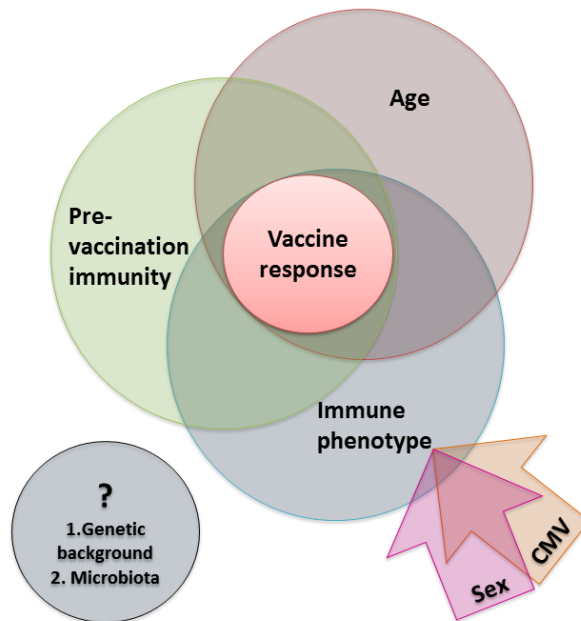 Age
Pre-
vaccination
immunity
Vaccine
response
Immune
phenotype
?
1.Genetic
background
2. Microbiota
Sex
CMV